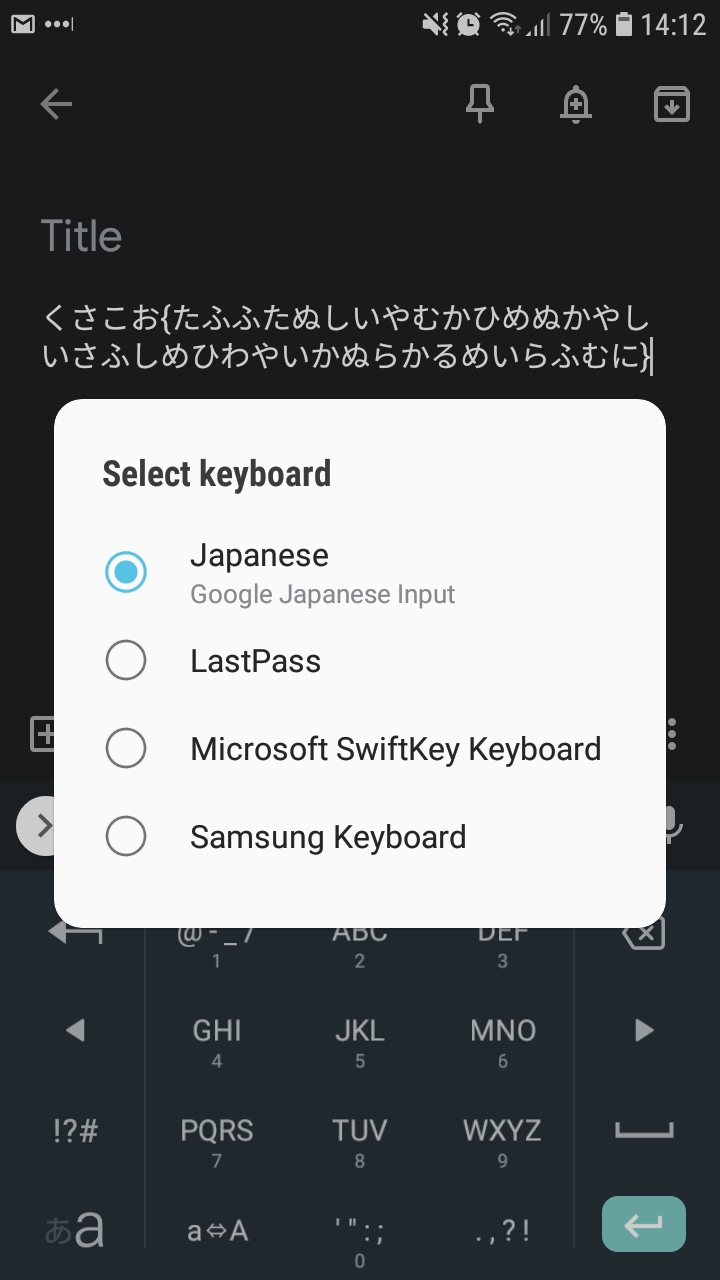 77% 14:12
Title
くさこお{たふふたぬしいやむかひめぬかやし
いさふしめひわやいかぬらかるめいらふむに}
Select keyboard
Japanese
Google Japanese Input
LastPass
Microsoft SwiftKey Keyboard
Samsung Keyboard
@-_/ ABC DEF
1 2 3
GHI JKL MNO
4 5 6
!?# PQRS TUV WXYZ
7 8 9
あa a⇔A '":; .,?!
0